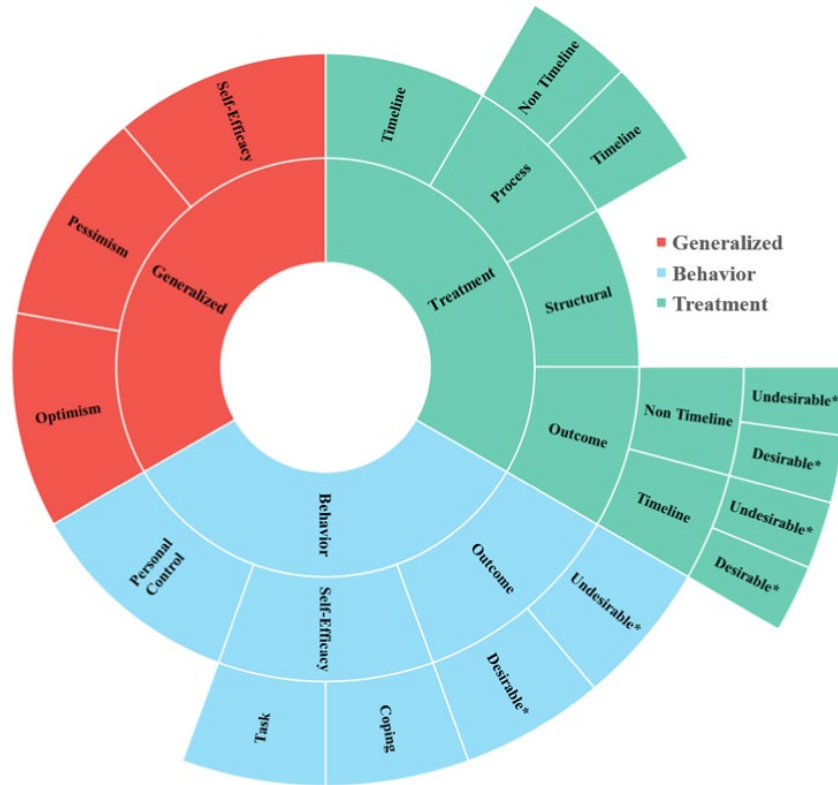 Generalized
Self-Efficacy
Pessimism
Optimism
Treatment
Timeline
Process
Non Timeline
Timeline
Structural
Outcome
Non Timeline
Undesirable*
Desirable*
Timeline
Undesirable*
Desirable*
Behavior
Outcome
Undesirable*
Desirable*
Self-Efficacy
Coping
Task
Personal
Control
Generalized
Behavior
Treatment